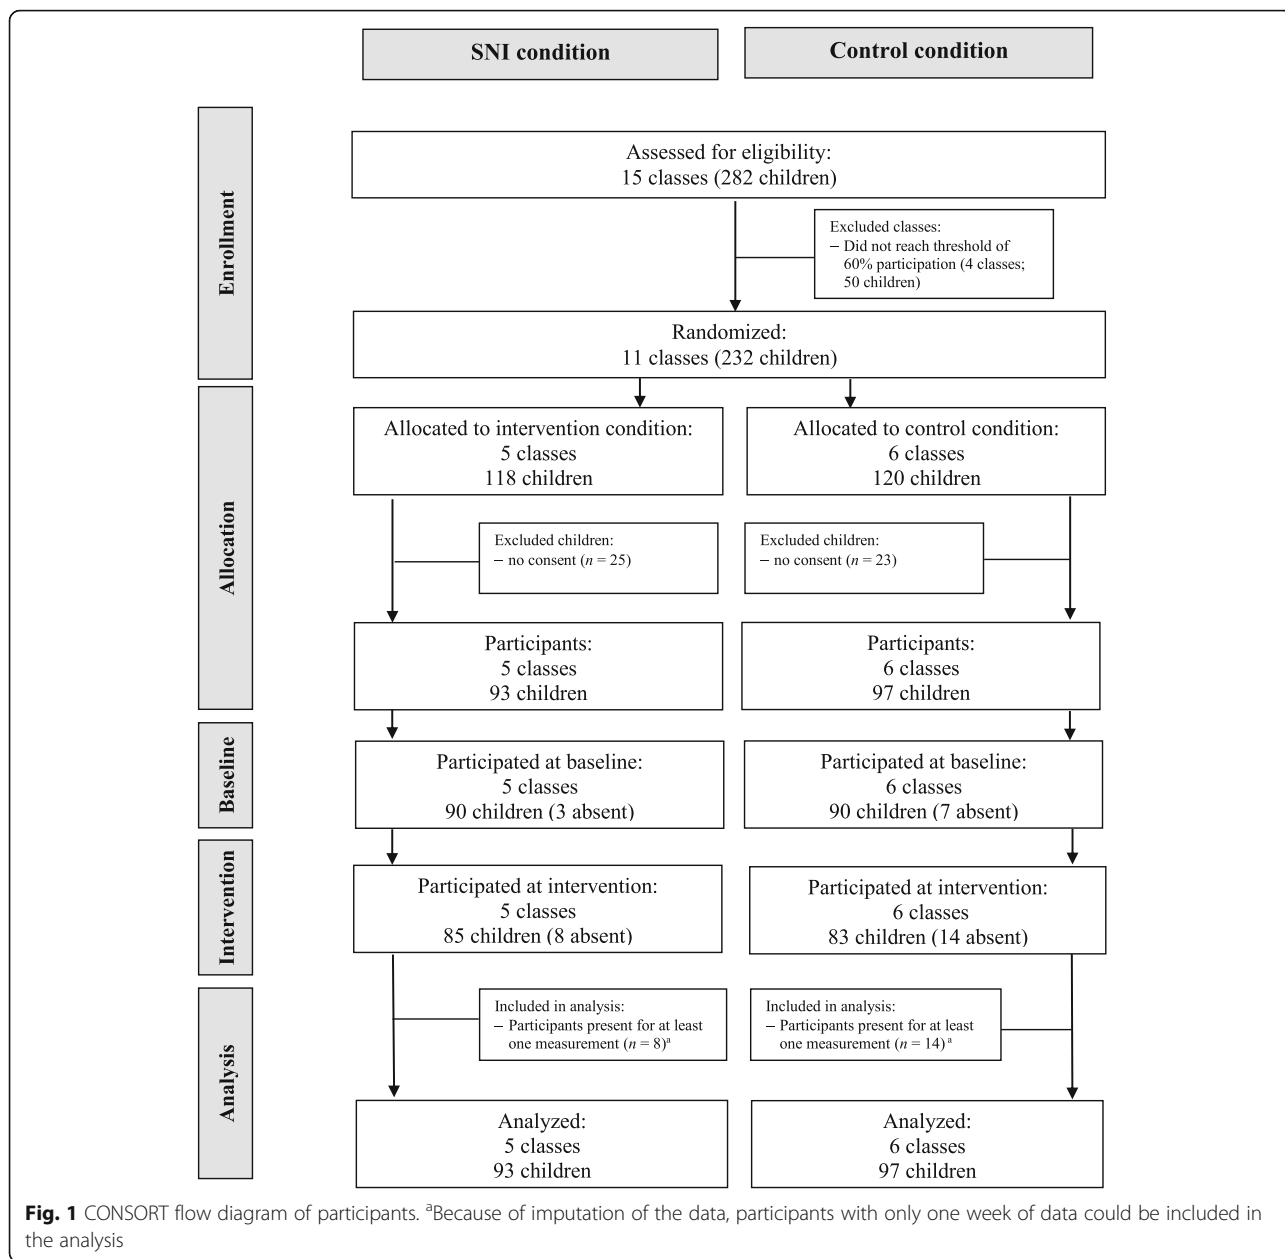 SNI condition
Control condition
Enrollment
Assessed for eligibility:
15 classes (282 children)
Excluded classes:
– Did not reach threshold of
60% participation (4 classes;
50 children)
Randomized:
11 classes (232 children)
Allocation
Allocated to intervention condition:
5 classes
118 children
Allocated to control condition:
6 classes
120 children
Excluded children:
– no consent (n = 25)
Excluded children:
– no consent (n = 23)
Participants:
5 classes
93 children
Participants:
6 classes
97 children
Baseline
Participated at baseline:
5 classes
90 children (3 absent)
Participated at baseline:
6 classes
90 children (7 absent)
Intervention
Participated at intervention:
5 classes
85 children (8 absent)
Participated at intervention:
6 classes
83 children (14 absent)
Analysis
Included in analysis:
– Participants present for at least
one measurement (n = 8)a
Included in analysis:
– Participants present for at least
one measurement (n = 14) a
Analyzed:
5 classes
93 children
Analyzed:
6 classes
97 children
Fig. 1 CONSORT flow diagram of participants. aBecause of imputation of the data, participants with only one week of data could be included in
the analysis